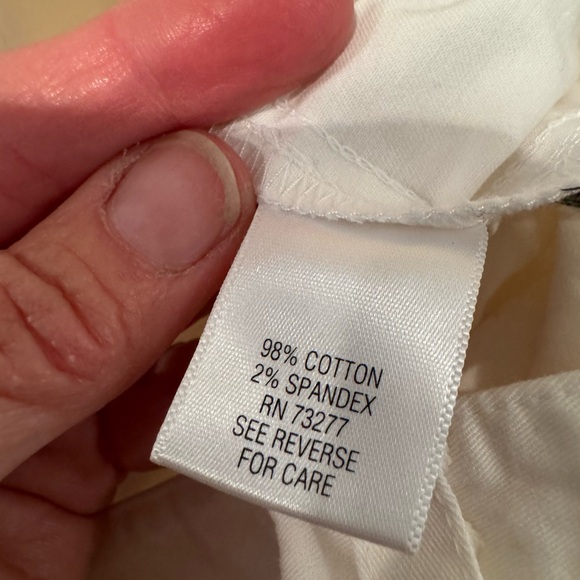 98% COTTON
2% SPANDEX
RN 73277
SEE REVERSE
FOR CARE